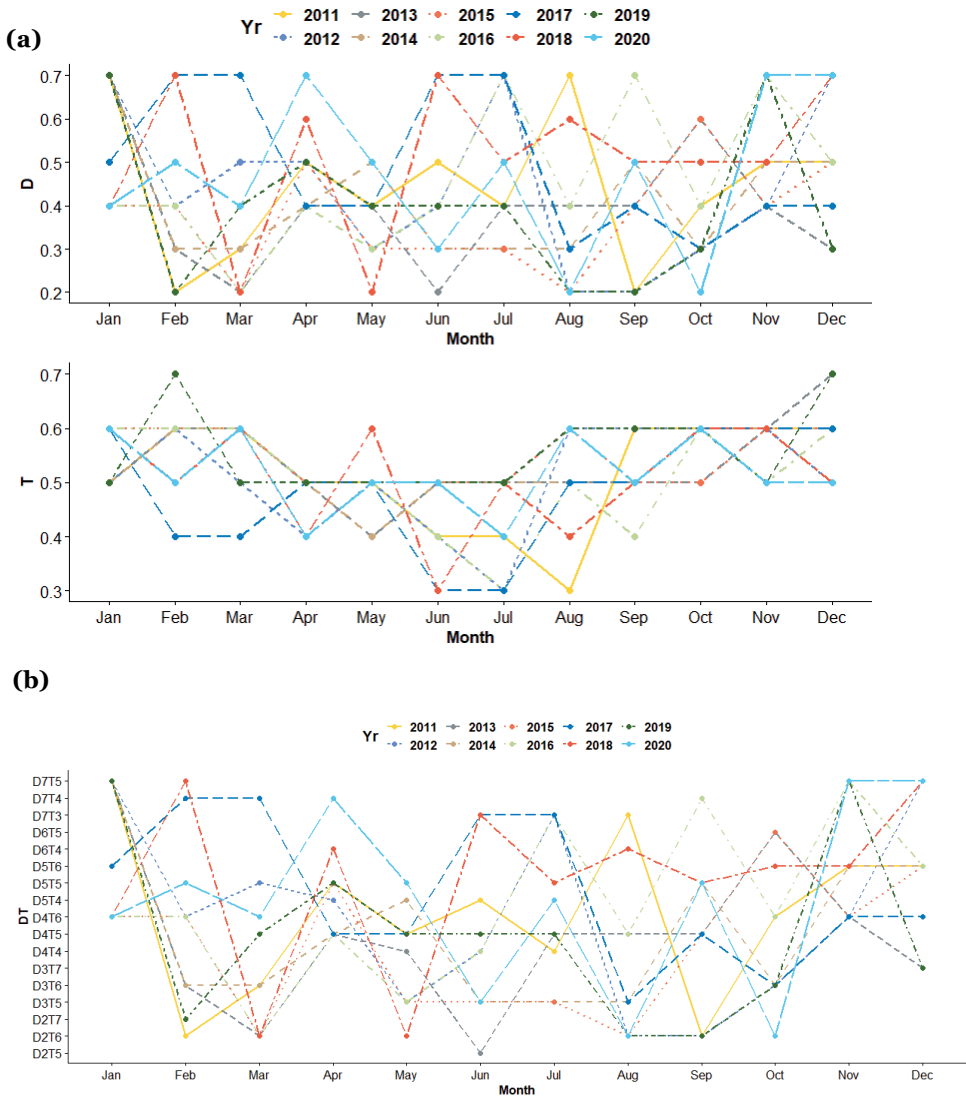 (a)
Yr 2011 2013 2015 2017 2019
2012 2014 2016 2018 2020
0.7
0.6
0.5
0.4
0.3
0.2
D
Jan Feb Mar Apr May Jun Jul Aug Sep Oct Nov Dec
Month
0.7
0.6
0.5
0.4
0.3
T
Jan Feb Mar Apr May Jun Jul Aug Sep Oct Nov Dec
Month
(b)
Yr 2011 2013 2015 2017 2019
2012 2014 2016 2018 2020
D7T5
D7T4
D7T3
D6T5
D6T4
D5T6
D5T5
D5T4
D4T6
D4T5
D4T4
D3T7
D3T6
D3T5
D2T7
D2T6
D2T5
DT
Jan Feb Mar Apr May Jun Jul Aug Sep Oct Nov Dec
Month